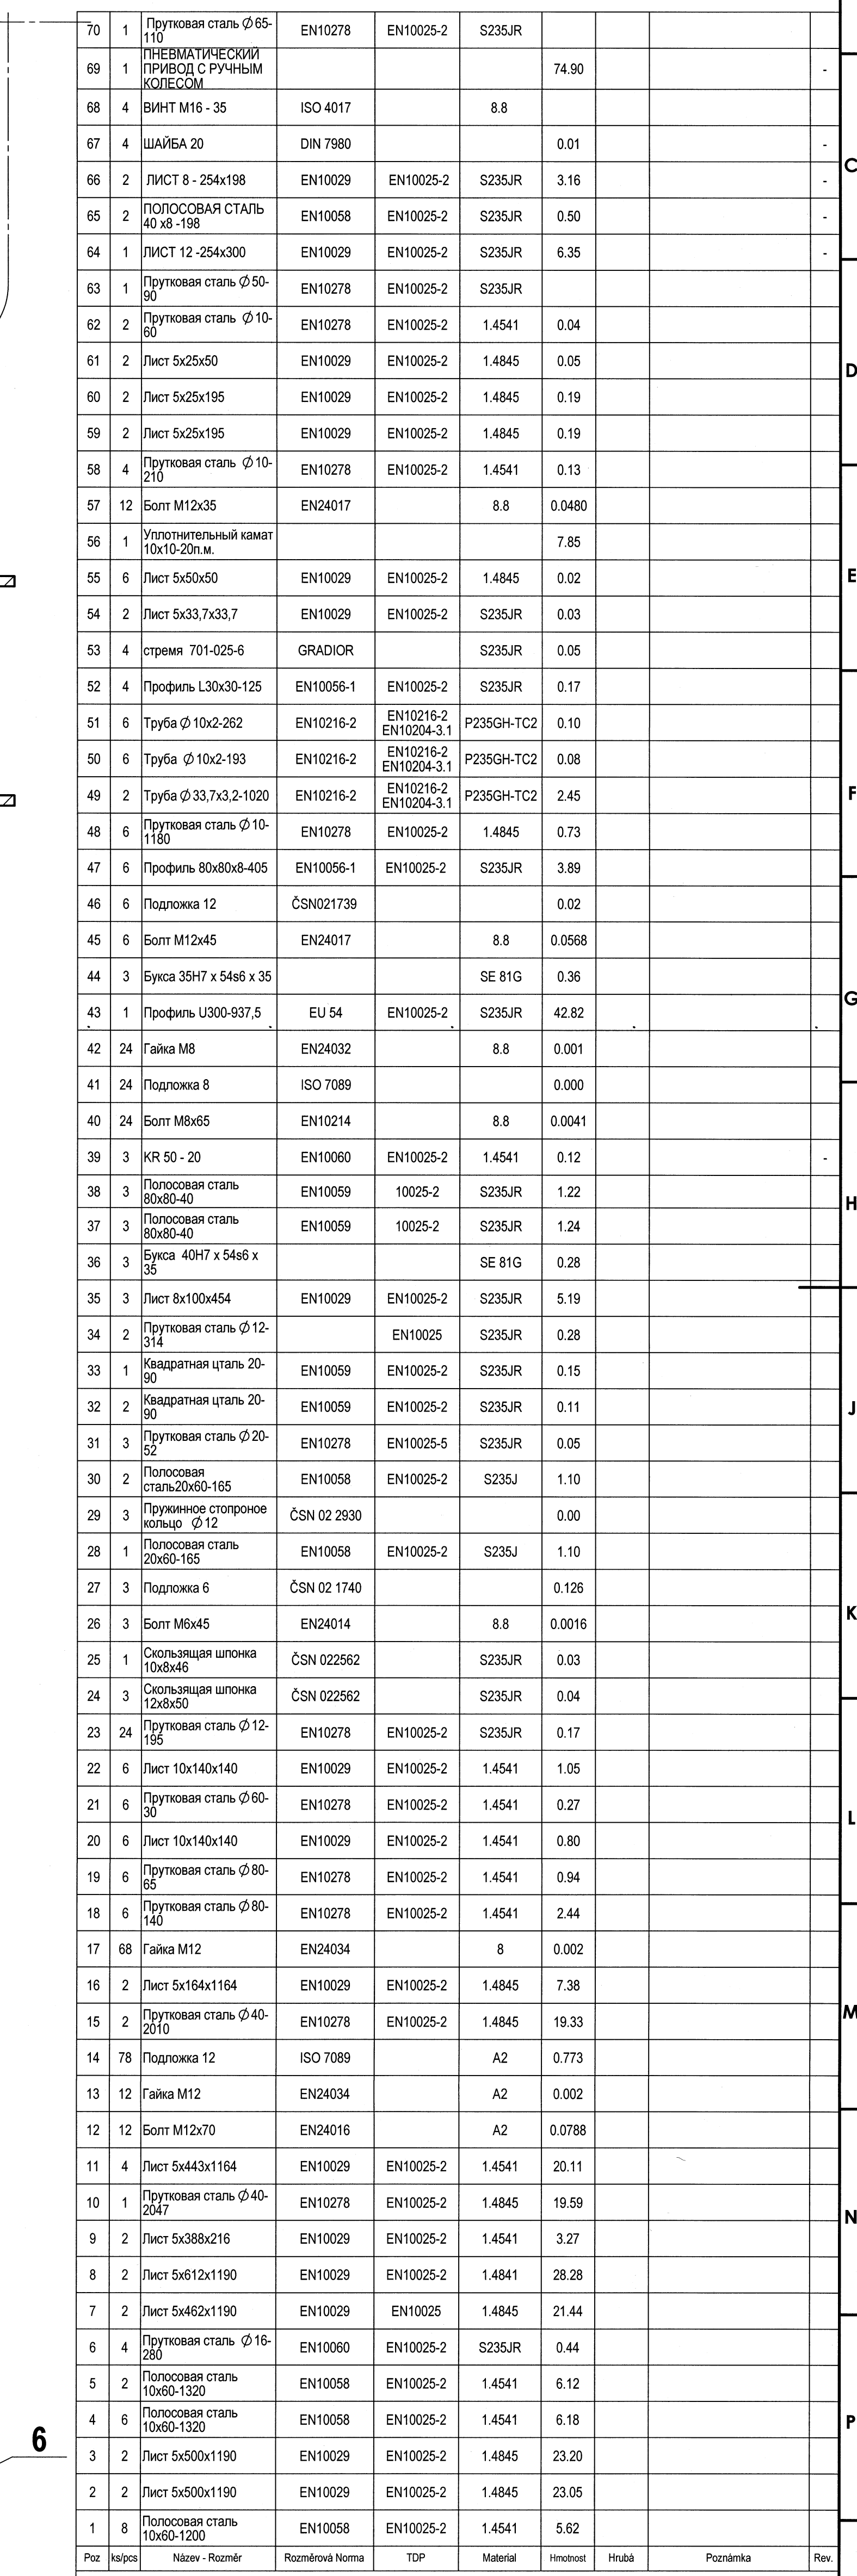 70 1 Прутковая сталь ∅65-110 EN10278 EN10025-2 S235JR
69 1 ПНЕВМАТИЧЕСКИЙ ПРИВОД С РУЧНЫМ КОЛЕСОМ 74.90 -
68 4 ВИНТ M16 - 35 ISO 4017 8.8
67 4 ШАЙБА 20 DIN 7980 0.01 -
C
66 2 ЛИСТ 8 - 254x198 EN10029 EN10025-2 S235JR 3.16 -
65 2 ПОЛОСОВАЯ СТАЛЬ 40 x8 -198 EN10058 EN10025-2 S235JR 0.50 -
64 1 ЛИСТ 12 -254x300 EN10029 EN10025-2 S235JR 6.35 -
63 1 Прутковая сталь ∅50-90 EN10278 EN10025-2 S235JR
62 2 Прутковая сталь ∅10-60 EN10278 EN10025-2 1.4541 0.04
61 2 Лист 5x25x50 EN10029 EN10025-2 1.4845 0.05
D
60 2 Лист 5x25x195 EN10029 EN10025-2 1.4845 0.19
59 2 Лист 5x25x195 EN10029 EN10025-2 1.4845 0.19
58 4 Прутковая сталь ∅10-210 EN10278 EN10025-2 1.4541 0.13
57 12 Болт M12x35 EN24017 8.8 0.0480
56 1 Уплотнительный камат 10x10-20п.м. 7.85
55 6 Лист 5x50x50 EN10029 EN10025-2 1.4845 0.02
E
54 2 Лист 5x33,7x33,7 EN10029 EN10025-2 S235JR 0.03
53 4 стремя 701-025-6 GRADIOR S235JR 0.05
52 4 Профиль L30x30-125 EN10056-1 EN10025-2 S235JR 0.17
51 6 Труба ∅10x2-262 EN10216-2 EN10216-2 EN10204-3.1 P235GH-TC2 0.10
50 6 Труба ∅10x2-193 EN10216-2 EN10216-2 EN10204-3.1 P235GH-TC2 0.08
49 2 Труба ∅33,7x3,2-1020 EN10216-2 EN10216-2 EN10204-3.1 P235GH-TC2 2.45
F
48 6 Прутковая сталь ∅10-1180 EN10278 EN10025-2 1.4845 0.73
47 6 Профиль 80x80x8-405 EN10056-1 EN10025-2 S235JR 3.89
46 6 Подложка 12 ČSN021739 0.02
45 6 Болт M12x45 EN24017 8.8 0.0568
44 3 Букса 35H7 x 54s6 x 35 SE 81G 0.36
G
43 1 Профиль U300-937,5 EU 54 EN10025-2 S235JR 42.82
42 24 Гайка M8 EN24032 8.8 0.001
41 24 Подложка 8 ISO 7089 0.000
40 24 Болт M8x65 EN10214 8.8 0.0041
39 3 KR 50 - 20 EN10060 EN10025-2 1.4541 0.12 -
38 3 Полосовая сталь 80x80-40 EN10059 10025-2 S235JR 1.22
H
37 3 Полосовая сталь 80x80-40 EN10059 10025-2 S235JR 1.24
36 3 Букса 40H7 x 54s6 x 35 SE 81G 0.28
35 3 Лист 8x100x454 EN10029 EN10025-2 S235JR 5.19
34 2 Прутковая сталь ∅12-314 EN10025 S235JR 0.28
33 1 Квадратная цталь 20-90 EN10059 EN10025-2 S235JR 0.15
32 2 Квадратная цталь 20-90 EN10059 EN10025-2 S235JR 0.11
J
31 3 Прутковая сталь ∅20-52 EN10278 EN10025-5 S235JR 0.05
30 2 Полосовая сталь20x60-165 EN10058 EN10025-2 S235J 1.10
29 3 Пружинное стопроное кольцо ∅12 ČSN 02 2930 0.00
28 1 Полосовая сталь 20x60-165 EN10058 EN10025-2 S235J 1.10
27 3 Подложка 6 ČSN 02 1740 0.126
K
26 3 Болт M6x45 EN24014 8.8 0.0016
25 1 Скользящая шпонка 10x8x46 ČSN 022562 S235JR 0.03
24 3 Скользящая шпонка 12x8x50 ČSN 022562 S235JR 0.04
23 24 Прутковая сталь ∅12-195 EN10278 EN10025-2 S235JR 0.17
22 6 Лист 10x140x140 EN10029 EN10025-2 1.4541 1.05
21 6 Прутковая сталь ∅60-30 EN10278 EN10025-2 1.4541 0.27
L
20 6 Лист 10x140x140 EN10029 EN10025-2 1.4541 0.80
19 6 Прутковая сталь ∅80-65 EN10278 EN10025-2 1.4541 0.94
18 6 Прутковая сталь ∅80-140 EN10278 EN10025-2 1.4541 2.44
17 68 Гайка M12 EN24034 8 0.002
16 2 Лист 5x164x1164 EN10029 EN10025-2 1.4845 7.38
M
15 2 Прутковая сталь ∅40-2010 EN10278 EN10025-2 1.4845 19.33
14 78 Подложка 12 ISO 7089 A2 0.773
13 12 Гайка M12 EN24034 A2 0.002
12 12 Болт M12x70 EN24016 A2 0.0788
11 4 Лист 5x443x1164 EN10029 EN10025-2 1.4541 20.11
10 1 Прутковая сталь ∅40-2047 EN10278 EN10025-2 1.4845 19.59
N
9 2 Лист 5x388x216 EN10029 EN10025-2 1.4541 3.27
8 2 Лист 5x612x1190 EN10029 EN10025-2 1.4841 28.28
7 2 Лист 5x462x1190 EN10029 EN10025 1.4845 21.44
6 4 Прутковая сталь ∅16-280 EN10060 EN10025-2 S235JR 0.44
5 2 Полосовая сталь 10x60-1320 EN10058 EN10025-2 1.4541 6.12
4 6 Полосовая сталь 10x60-1320 EN10058 EN10025-2 1.4541 6.18
P
6
3 2 Лист 5x500x1190 EN10029 EN10025-2 1.4845 23.20
2 2 Лист 5x500x1190 EN10029 EN10025-2 1.4845 23.05
1 8 Полосовая сталь 10x60-1200 EN10058 EN10025-2 1.4541 5.62
Poz ks/pcs Název - Rozměr Rozměrová Norma TDP Material Hmotnost Hrubá Poznámka Rev.